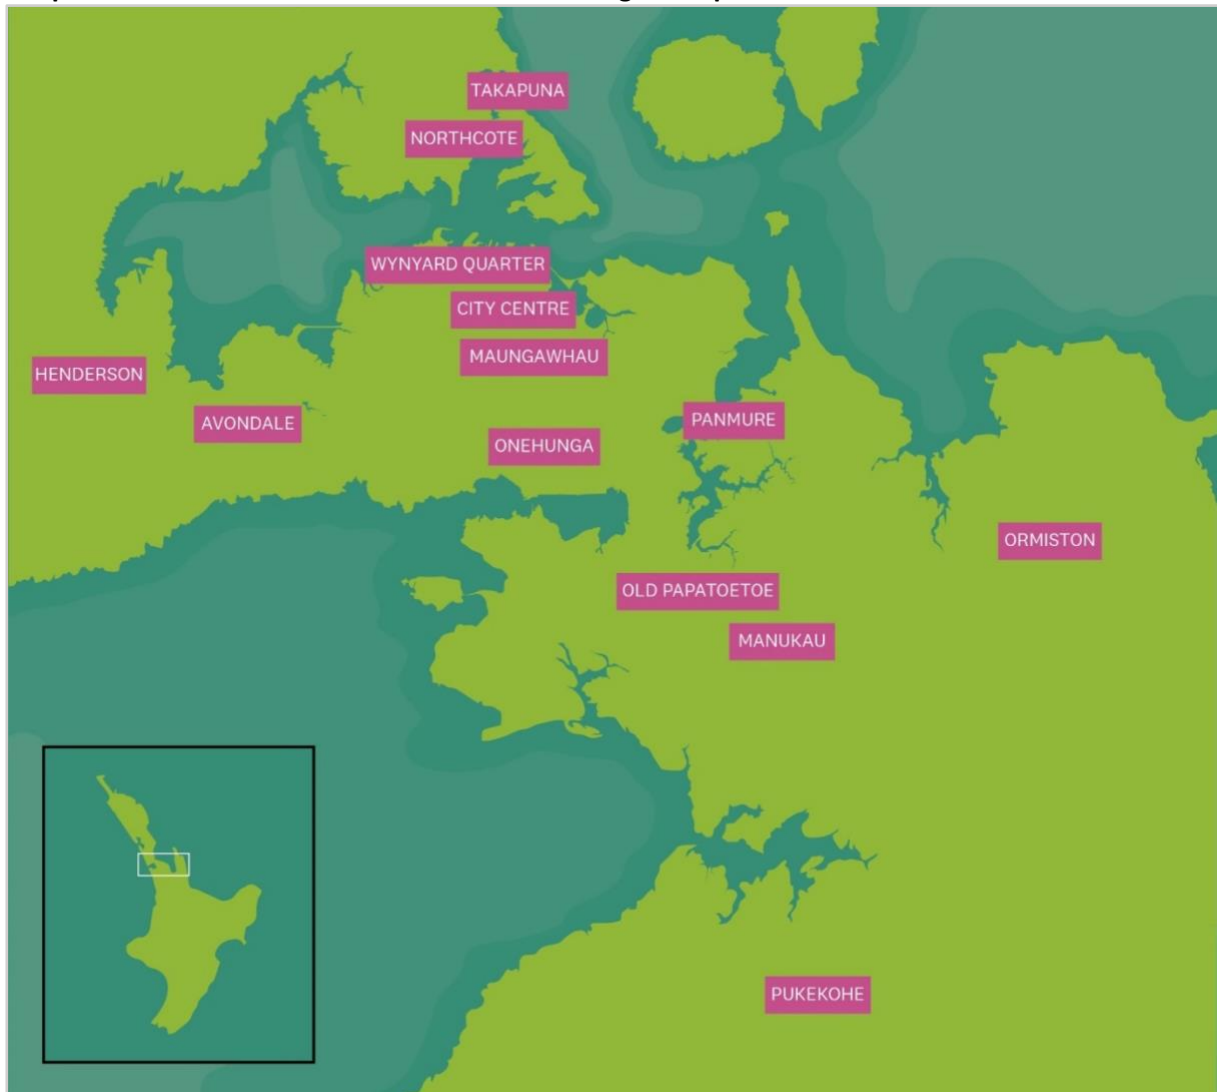 TAKAPUNA
NORTHCOTE
WYNYARD QUARTER
CITY CENTRE
MAUNGAWHAU
HENDERSON
AVONDALE
PANMURE
ONEHUNGA
ORMISTON
OLD PAPATOETOE
MANUKAU
PUKEKOHE